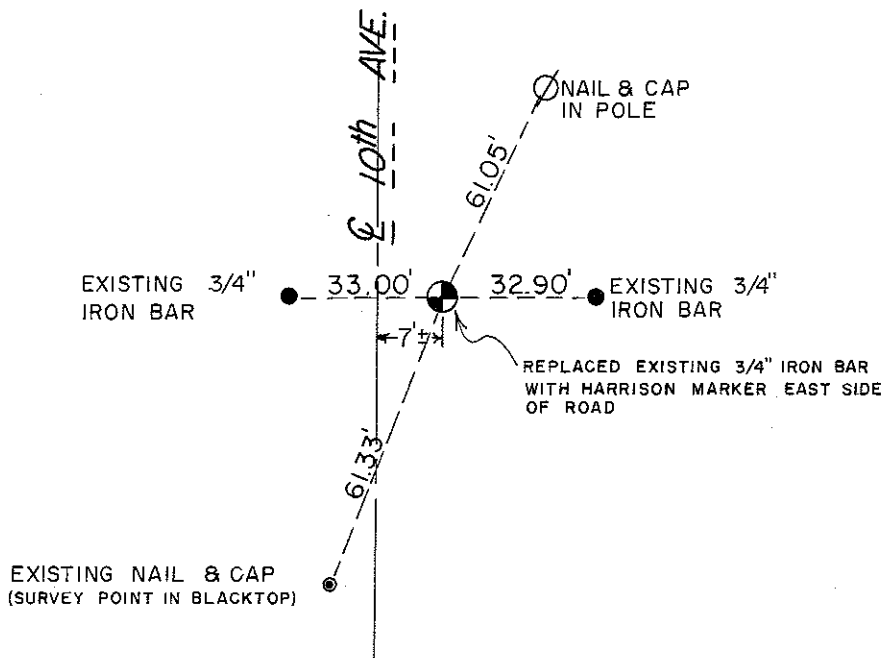 ℄ 10th AVE.
NAIL & CAP
IN POLE
61.05'
EXISTING 3/4"
IRON BAR
33.00'
32.90'
EXISTING 3/4"
IRON BAR
7'±
REPLACED EXISTING 3/4" IRON BAR
WITH HARRISON MARKER EAST SIDE
OF ROAD
61.33'
EXISTING NAIL & CAP
(SURVEY POINT IN BLACKTOP)